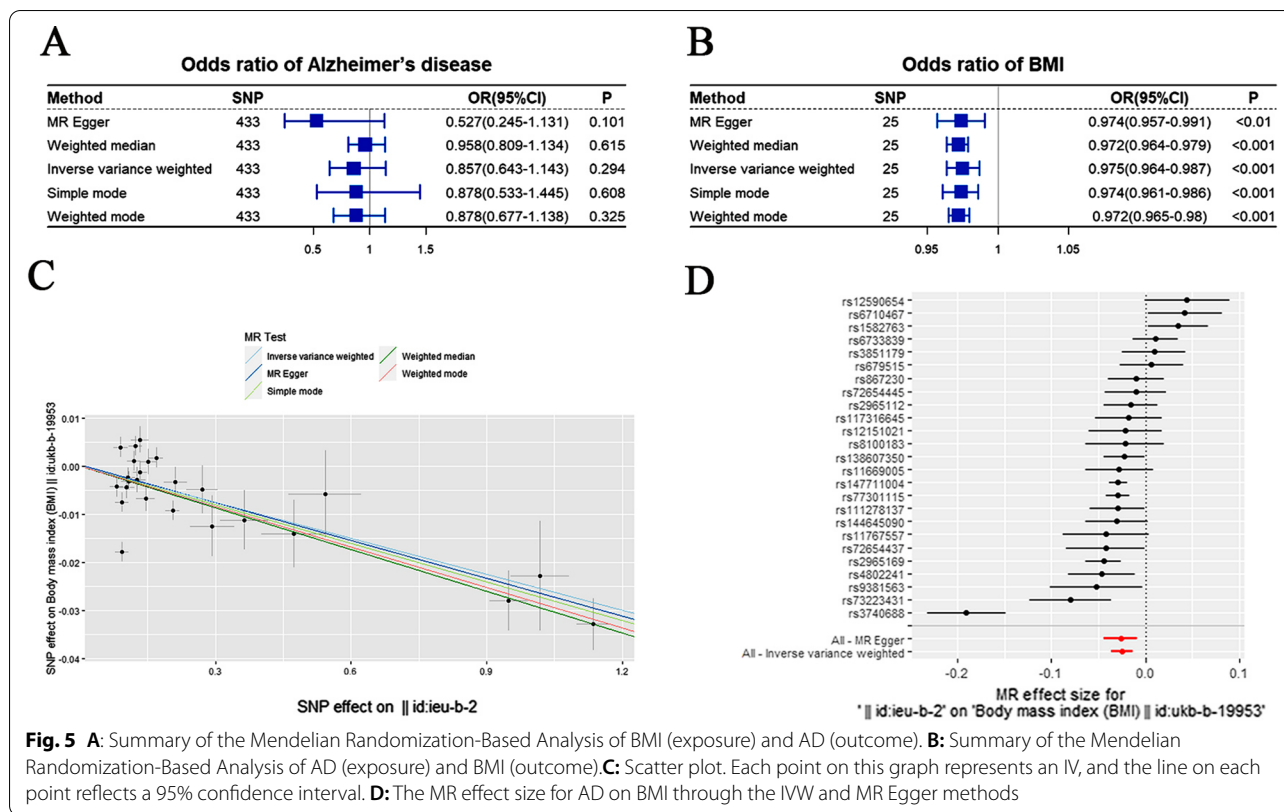 A
Odds ratio of Alzheimer's disease
Method SNP OR(95%CI) P
MR Egger 433 0.527(0.245-1.131) 0.101
Weighted median 433 0.958(0.809-1.134) 0.615
Inverse variance weighted 433 0.857(0.643-1.143) 0.294
Simple mode 433 0.878(0.533-1.445) 0.608
Weighted mode 433 0.878(0.677-1.138) 0.325
0.5 1 1.5
B
Odds ratio of BMI
Method SNP OR(95%CI) P
MR Egger 25 0.974(0.957-0.991) <0.01
Weighted median 25 0.972(0.964-0.979) <0.001
Inverse variance weighted 25 0.975(0.964-0.987) <0.001
Simple mode 25 0.974(0.961-0.986) <0.001
Weighted mode 25 0.972(0.965-0.98) <0.001
0.95 1 1.05
C
MR Test
Inverse variance weighted Weighted median
MR Egger Weighted mode
Simple mode
SNP effect on Body mass index (BMI) || id:ukb-b-19953
0.01
0.00
-0.01
-0.02
-0.03
-0.04
0.3 0.6 0.9 1.2
SNP effect on || id:ieu-b-2
D
rs12590654
rs6710467
rs1582763
rs6733839
rs3851179
rs679515
rs867230
rs72654445
rs2965112
rs117316645
rs12151021
rs8100183
rs138607350
rs11669005
rs147711004
rs77301115
rs111278137
rs144645090
rs11767557
rs72654437
rs2965169
rs4802241
rs9381563
rs73223431
rs3740688
All - MR Egger
All - Inverse variance weighted
-0.2 -0.1 0.0 0.1
MR effect size for
'|| id:ieu-b-2' on 'Body mass index (BMI) || id:ukb-b-19953'
Fig. 5 A: Summary of the Mendelian Randomization-Based Analysis of BMI (exposure) and AD (outcome). B: Summary of the Mendelian
Randomization-Based Analysis of AD (exposure) and BMI (outcome).C: Scatter plot. Each point on this graph represents an IV, and the line on each
point reflects a 95% confidence interval. D: The MR effect size for AD on BMI through the IVW and MR Egger methods